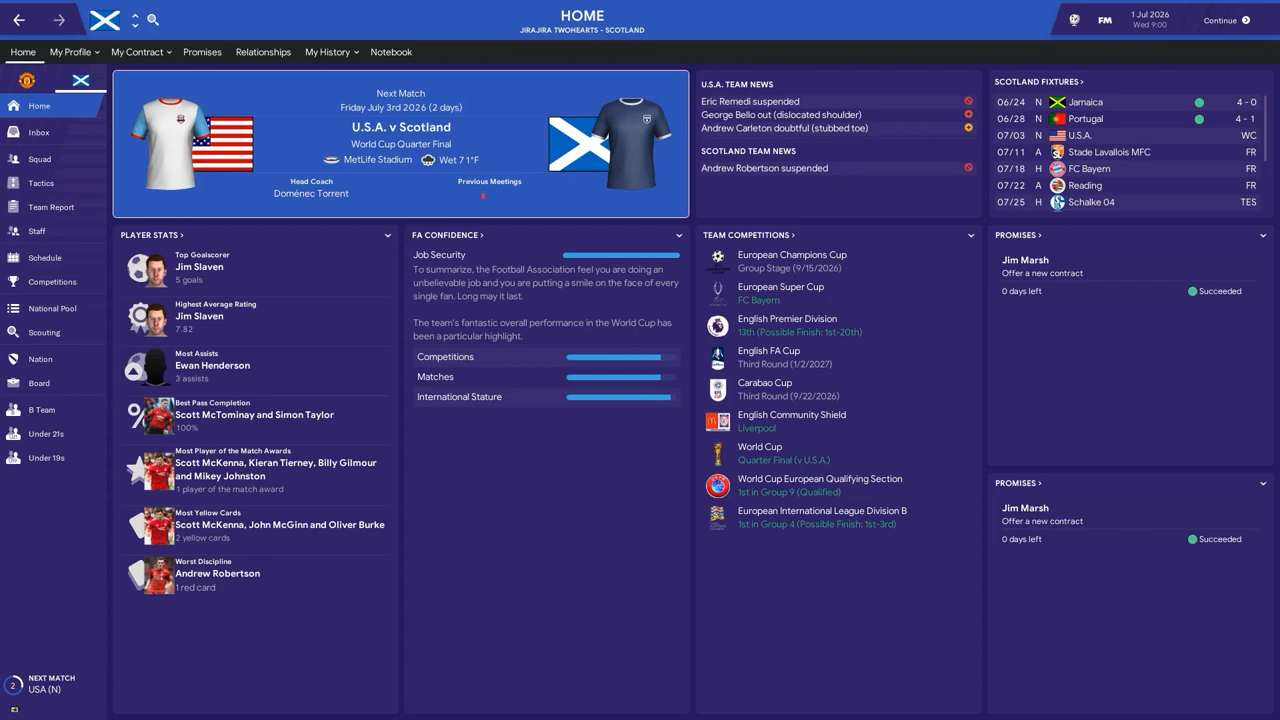 HOME
JIRAJIRA TWOHEARTS - SCOTLAND
FM
1 Jul 2026
Wed 9:00
Continue
Home
My Profile
My Contract
Promises
Relationships
My History
Notebook
Home
Inbox
Squad
Tactics
Team Report
Staff
Schedule
Competitions
National Pool
Scouting
Nation
Board
B Team
Under 21s
Under 19s
2
NEXT MATCH
USA (N)
Next Match
Friday July 3rd 2026 (2 days)
U.S.A. v Scotland
World Cup Quarter Final
MetLife Stadium
Wet 71°F
Head Coach
Doménec Torrent
Previous Meetings
U.S.A. TEAM NEWS
Eric Remedi suspended
George Bello out (dislocated shoulder)
Andrew Carleton doubtful (stubbed toe)
SCOTLAND TEAM NEWS
Andrew Robertson suspended
SCOTLAND FIXTURES >
06/24 N Jamaica 4 - 0
06/28 N Portugal 4 - 1
07/03 N U.S.A. WC
07/11 A Stade Lavallois MFC FR
07/18 H FC Bayern FR
07/22 A Reading FR
07/25 H Schalke 04 TES
PLAYER STATS >
Top Goalscorer
Jim Slaven
5 goals
Highest Average Rating
Jim Slaven
7.82
Most Assists
Ewan Henderson
3 assists
Best Pass Completion
Scott McTominay and Simon Taylor
100%
Most Player of the Match Awards
Scott McKenna, Kieran Tierney, Billy Gilmour
and Mikey Johnston
1 player of the match award
Most Yellow Cards
Scott McKenna, John McGinn and Oliver Burke
2 yellow cards
Worst Discipline
Andrew Robertson
1 red card
FA CONFIDENCE >
Job Security
To summarize, the Football Association feel you are doing an
unbelievable job and you are putting a smile on the face of every
single fan. Long may it last.
The team's fantastic overall performance in the World Cup has
been a particular highlight.
Competitions
Matches
International Stature
TEAM COMPETITIONS >
European Champions Cup
Group Stage (9/15/2026)
European Super Cup
FC Bayern
English Premier Division
13th (Possible Finish: 1st-20th)
English FA Cup
Third Round (1/2/2027)
Carabao Cup
Third Round (9/22/2026)
English Community Shield
Liverpool
World Cup
Quarter Final (v U.S.A.)
World Cup European Qualifying Section
1st in Group 9 (Qualified)
European International League Division B
1st in Group 4 (Possible Finish: 1st-3rd)
PROMISES >
Jim Marsh
Offer a new contract
0 days left
Succeeded
PROMISES >
Jim Marsh
Offer a new contract
0 days left
Succeeded